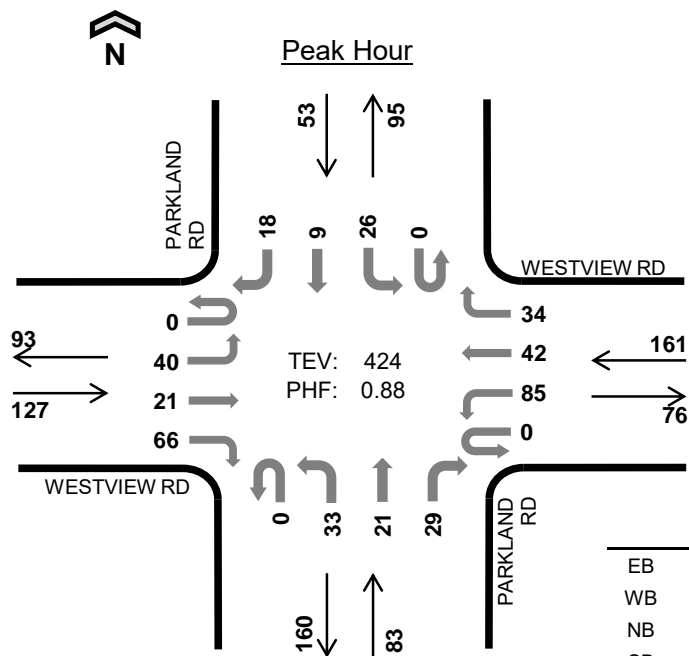 N
Peak Hour
53
95
PARKLAND
RD
18
9
26
0
WESTVIEW RD
0
34
93
40
TEV: 424
42
161
127
21
PHF: 0.88
85
76
66
0
WESTVIEW RD
0
33
21
29
PARKLAND
RD
EB
WB
NB
160
83